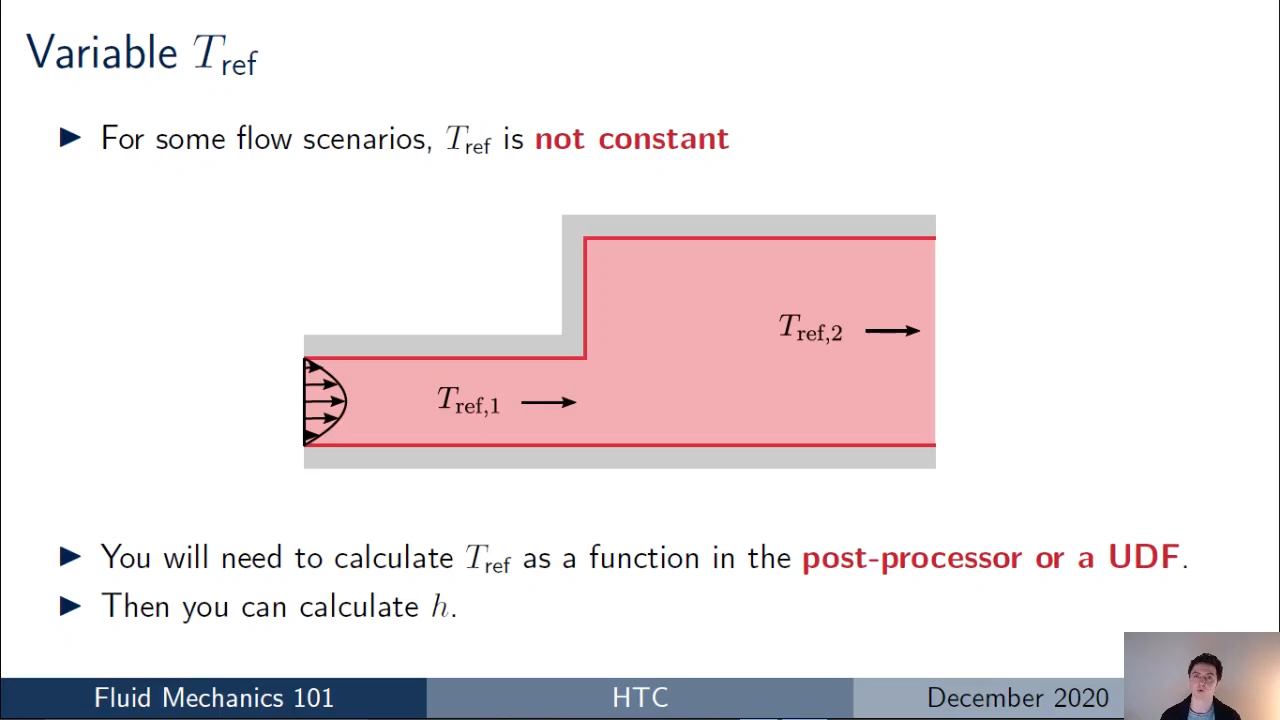 Variable T_ref
▶ For some flow scenarios, T_ref is not constant
T_ref,2
T_ref,1
▶ You will need to calculate T_ref as a function in the post-processor or a UDF.
▶ Then you can calculate h.
Fluid Mechanics 101 HTC December 2020